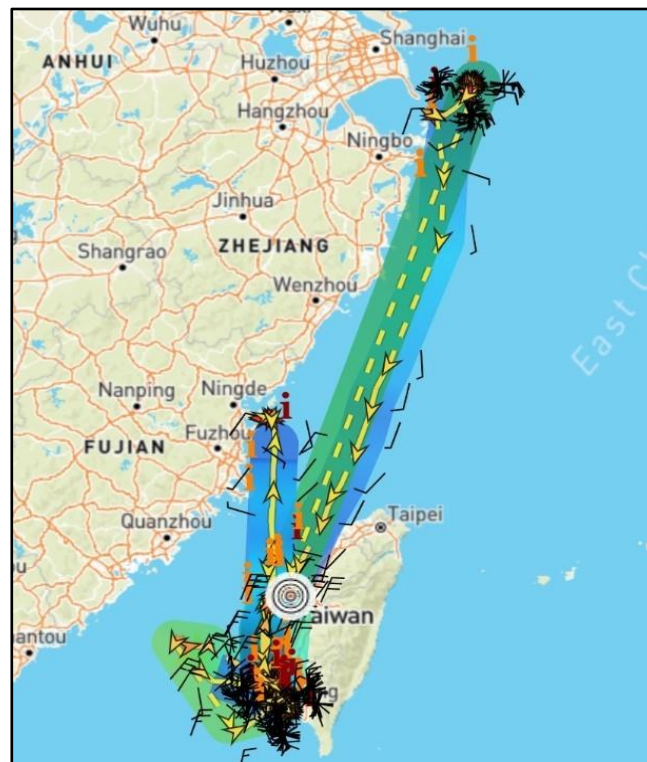 Wuhu
Shanghai
ANHUI
Huzhou
Hangzhou
Ningbo
Jinhua
Shangrao
ZHEJIANG
Wenzhou
East C
Nanping
Ningde
Fuzhou
FUJIAN
Quanzhou
Taipei
aiwan
antou